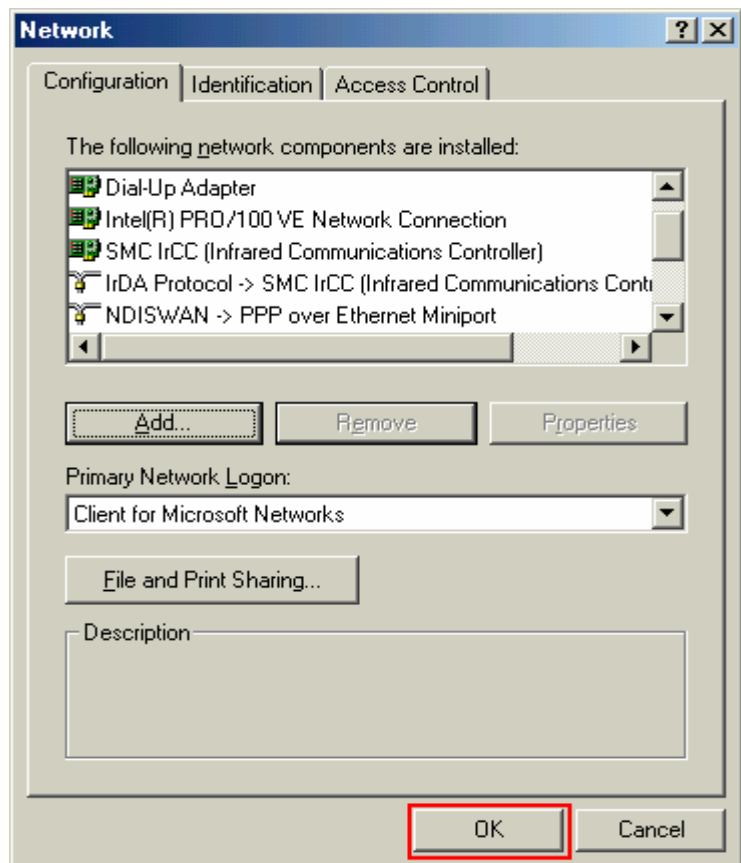 Network
Configuration Identification Access Control
The following network components are installed:
Dial-Up Adapter
Intel(R) PRO/100 VE Network Connection
SMC IrCC (Infrared Communications Controller)
IrDA Protocol -> SMC IrCC (Infrared Communications Contr
NDISWAN -> PPP over Ethernet Miniport
Add... Remove Properties
Primary Network Logon:
Client for Microsoft Networks
File and Print Sharing...
Description
OK Cancel